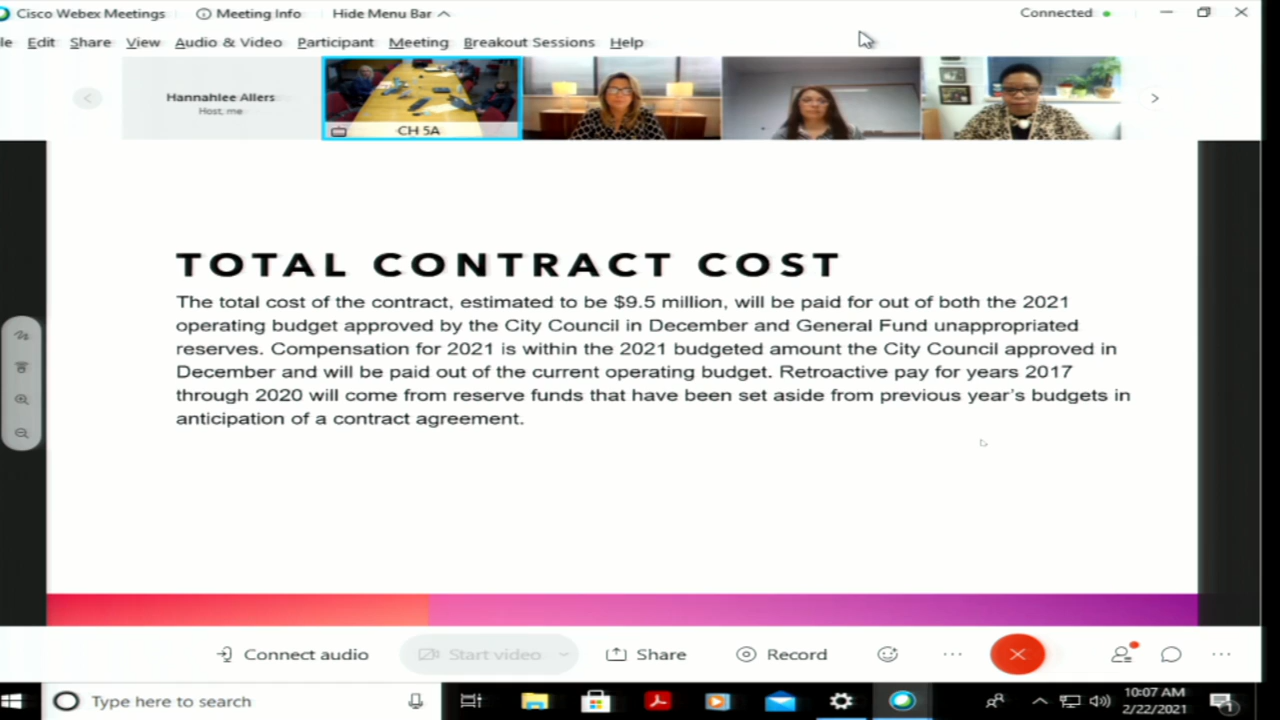 Cisco Webex Meetings Meeting Info Hide Menu Bar Connected
le Edit Share View Audio & Video Participant Meeting Breakout Sessions Help
Hannahlee Allers
Host, me
CH 5A
TOTAL CONTRACT COST
The total cost of the contract, estimated to be $9.5 million, will be paid for out of both the 2021
operating budget approved by the City Council in December and General Fund unappropriated
reserves. Compensation for 2021 is within the 2021 budgeted amount the City Council approved in
December and will be paid out of the current operating budget. Retroactive pay for years 2017
through 2020 will come from reserve funds that have been set aside from previous year's budgets in
anticipation of a contract agreement.
Connect audio Start video Share Record
Type here to search
10:07 AM
2/22/2021
1